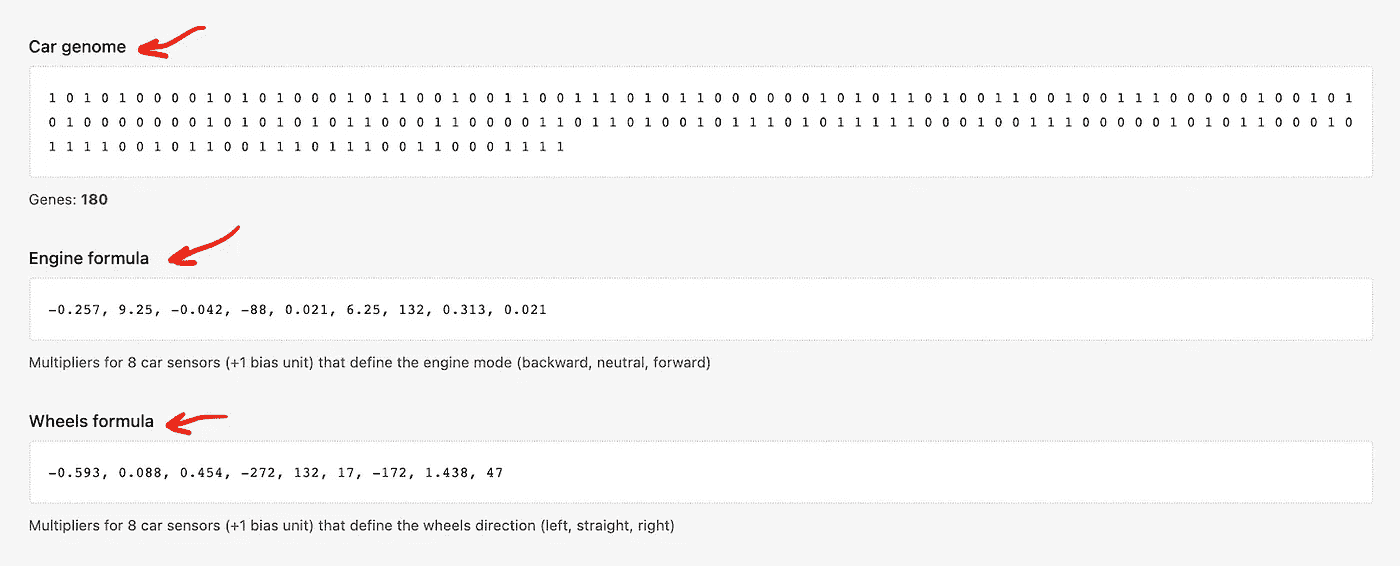 Car genome
1 0 1 0 1 0 0 0 0 1 0 1 0 1 0 0 0 1 0 1 1 0 0 1 0 0 1 1 0 0 1 1 1 0 1 0 1 1 0 0 0 0 0 0 1 0 1 0 1 1 0 1 0 0 1 1 0 0 1 0 0 1 1 1 0 0 0 0 0 1 0 0 1 0 1
0 1 0 0 0 0 0 0 0 1 0 1 0 1 0 1 0 1 1 0 0 0 1 1 0 0 0 0 1 1 0 1 1 0 1 0 0 1 0 1 1 1 0 1 0 1 1 1 1 1 0 0 0 1 0 0 1 1 1 0 0 0 0 0 1 0 1 0 1 1 0 0 0 1 0
1 1 1 1 0 0 1 0 1 1 0 0 1 1 1 0 1 1 1 0 0 1 1 0 0 0 1 1 1 1
Genes: 180
Engine formula
-0.257, 9.25, -0.042, -88, 0.021, 6.25, 132, 0.313, 0.021
Multipliers for 8 car sensors (+1 bias unit) that define the engine mode (backward, neutral, forward)
Wheels formula
-0.593, 0.088, 0.454, -272, 132, 17, -172, 1.438, 47
Multipliers for 8 car sensors (+1 bias unit) that define the wheels direction (left, straight, right)